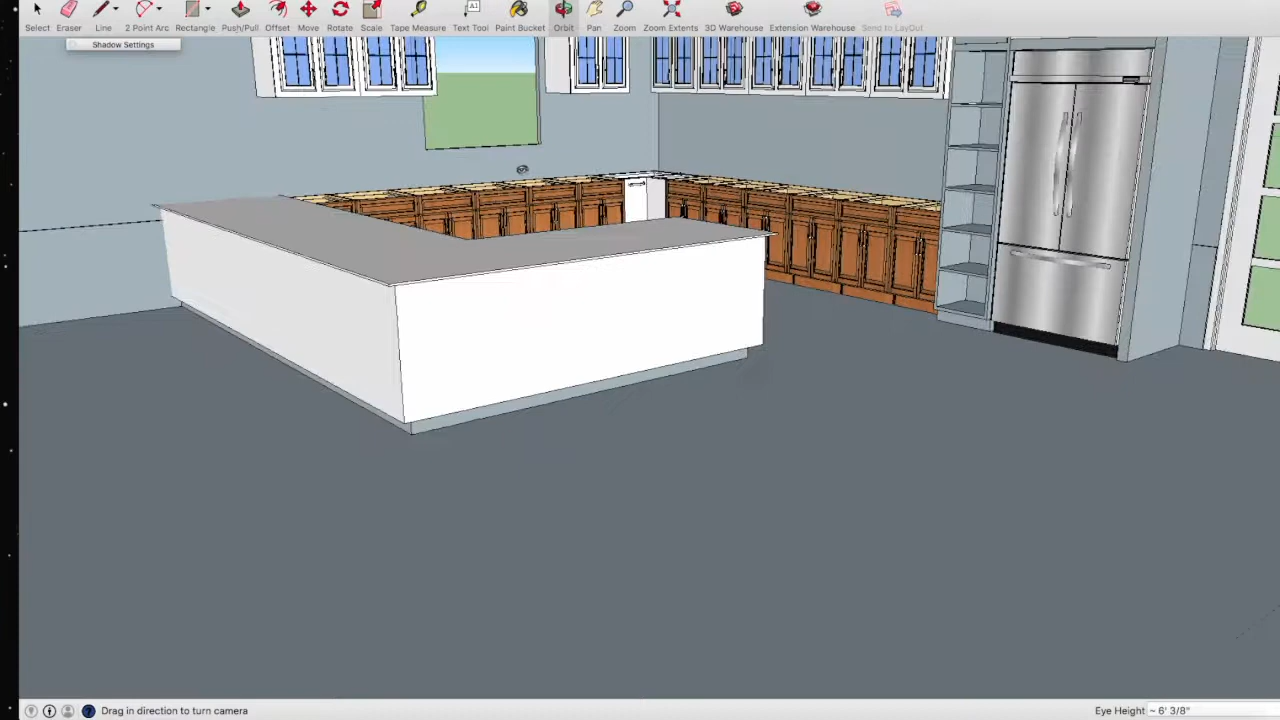 Select Eraser Line 2 Point Arc Rectangle Push/Pull Offset Move Rotate Scale Tape Measure Text Tool Paint Bucket Orbit Pan Zoom Zoom Extents 3D Warehouse Extension Warehouse Send to LayOut
A1
Shadow Settings
? Drag in direction to turn camera
Eye Height ~ 6' 3/8"